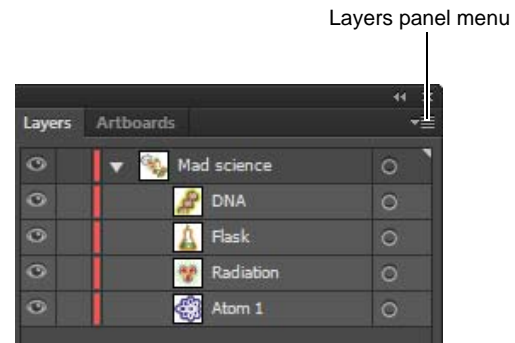 Layers panel menu
Layers Artboards
Mad science
DNA
Flask
Radiation
Atom 1